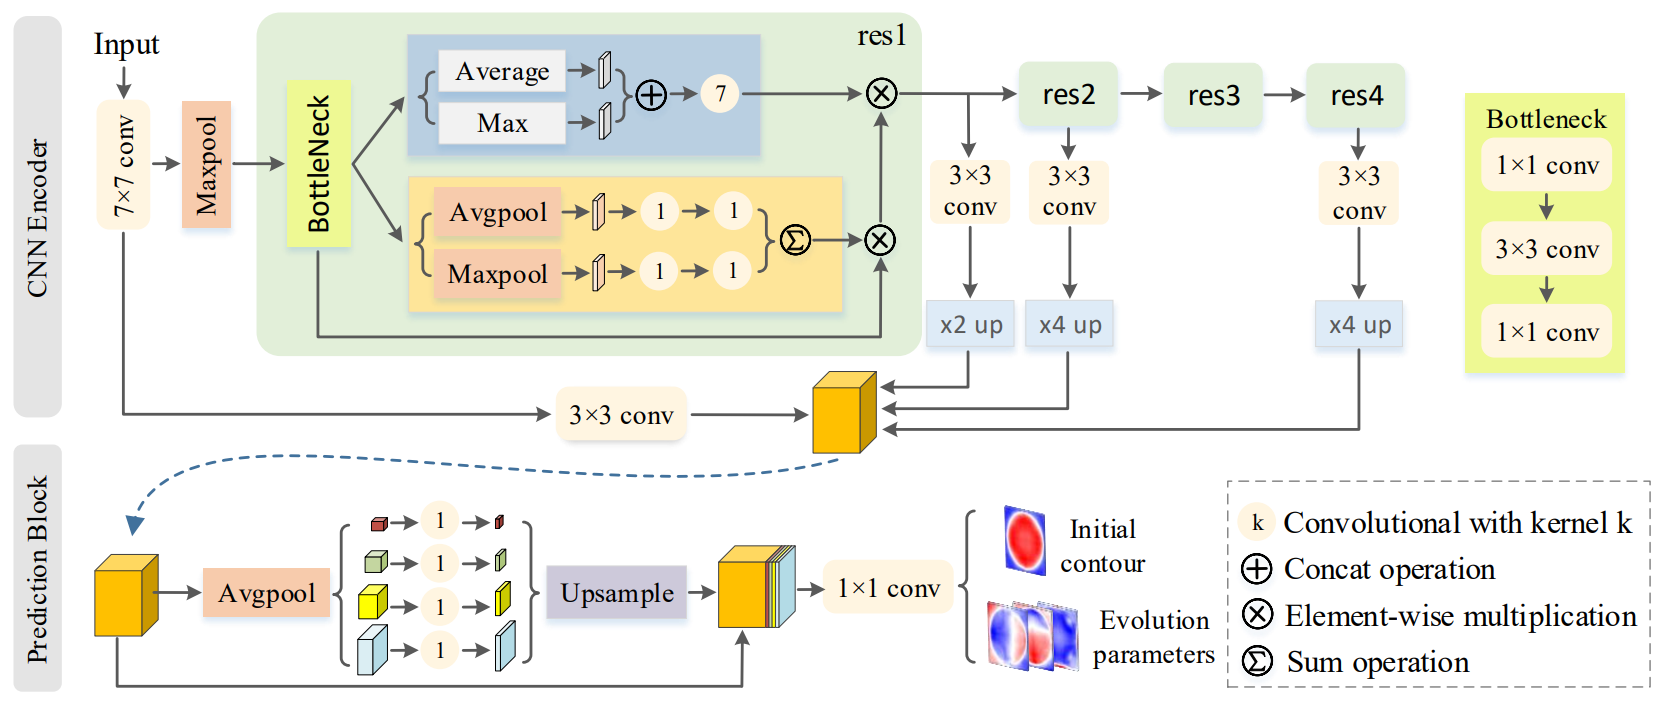 CNN Encoder
Input
7×7 conv
Maxpool
BottleNeck
res1
Average
Max
7
Avgpool
1
1
Maxpool
1
1
res2
res3
res4
3×3
conv
3×3
conv
3×3
conv
x2 up
x4 up
x4 up
Bottleneck
1×1 conv
3×3 conv
1×1 conv
3×3 conv
Prediction Block
Avgpool
1
1
1
1
Upsample
1×1 conv
Initial
contour
Evolution
parameters
k Convolutional with kernel k
+ Concat operation
× Element-wise multiplication
Σ Sum operation